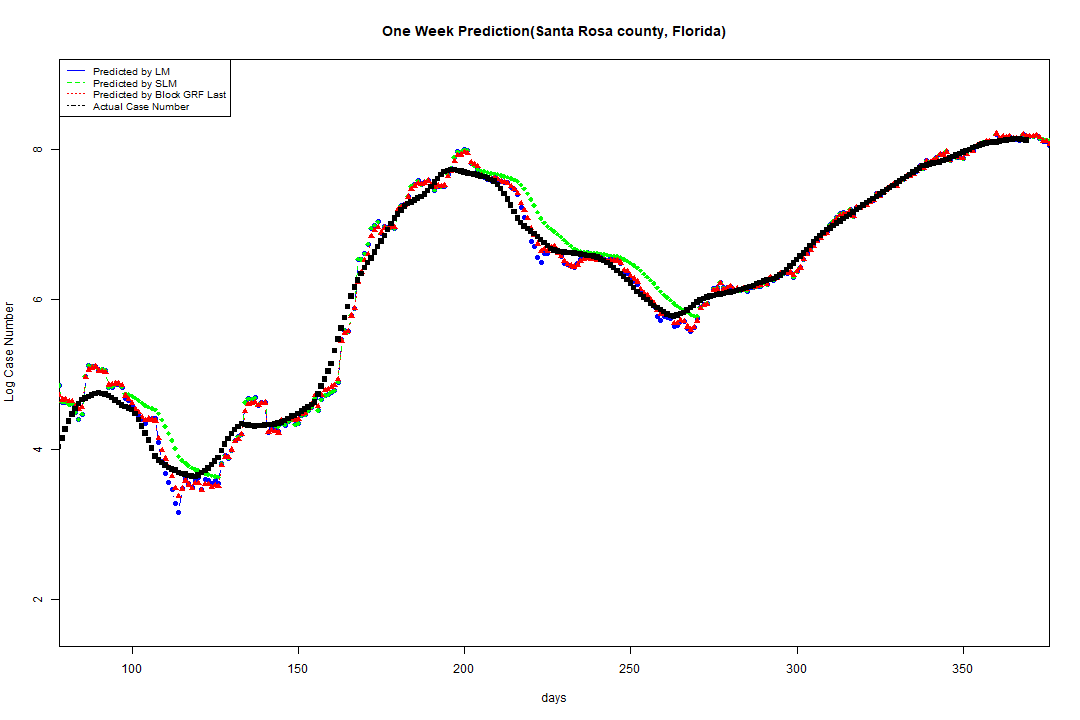 One Week Prediction(Santa Rosa county, Florida)
Predicted by LM
Predicted by SLM
Predicted by Block GRF Last
Actual Case Number
8
6
4
2
Log Case Number
100 150 200 250 300 350
days